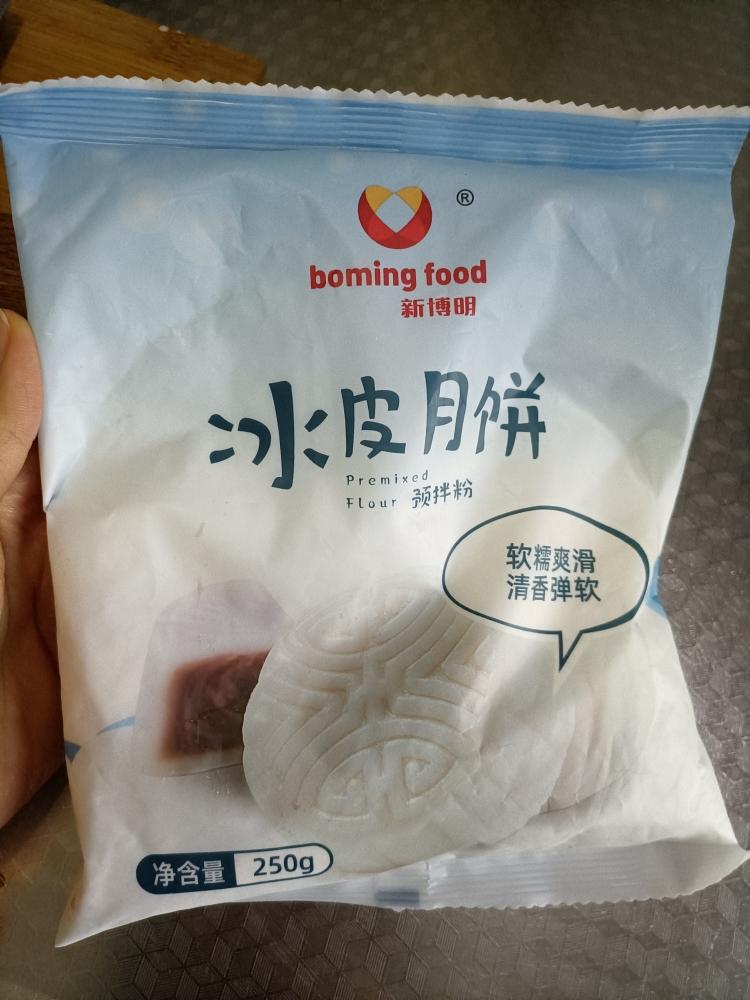 ®
boming food
新博明
冰皮月饼
Premixed
Flour 预拌粉
软糯爽滑
清香弹软
净含量 250g